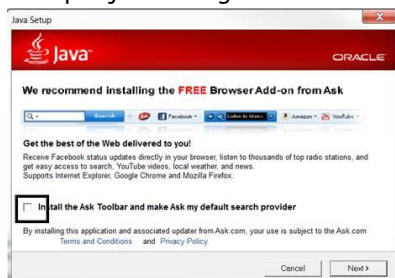 Java Setup
Java
ORACLE
We recommend installing the FREE Browser Add-on from Ask
Search Facebook Listen to Music Amazon YouTube
Get the best of the Web delivered to you!
Receive Facebook status updates directly in your browser, listen to thousands of top radio stations, and
get easy access to search, YouTube videos, local weather, and news.
Supports Internet Explorer, Google Chrome and Mozilla Firefox.
Install the Ask Toolbar and make Ask my default search provider
By installing this application and associated updater from Ask.com, your use is subject to the Ask.com
Terms and Conditions and Privacy Policy.
Cancel Next >